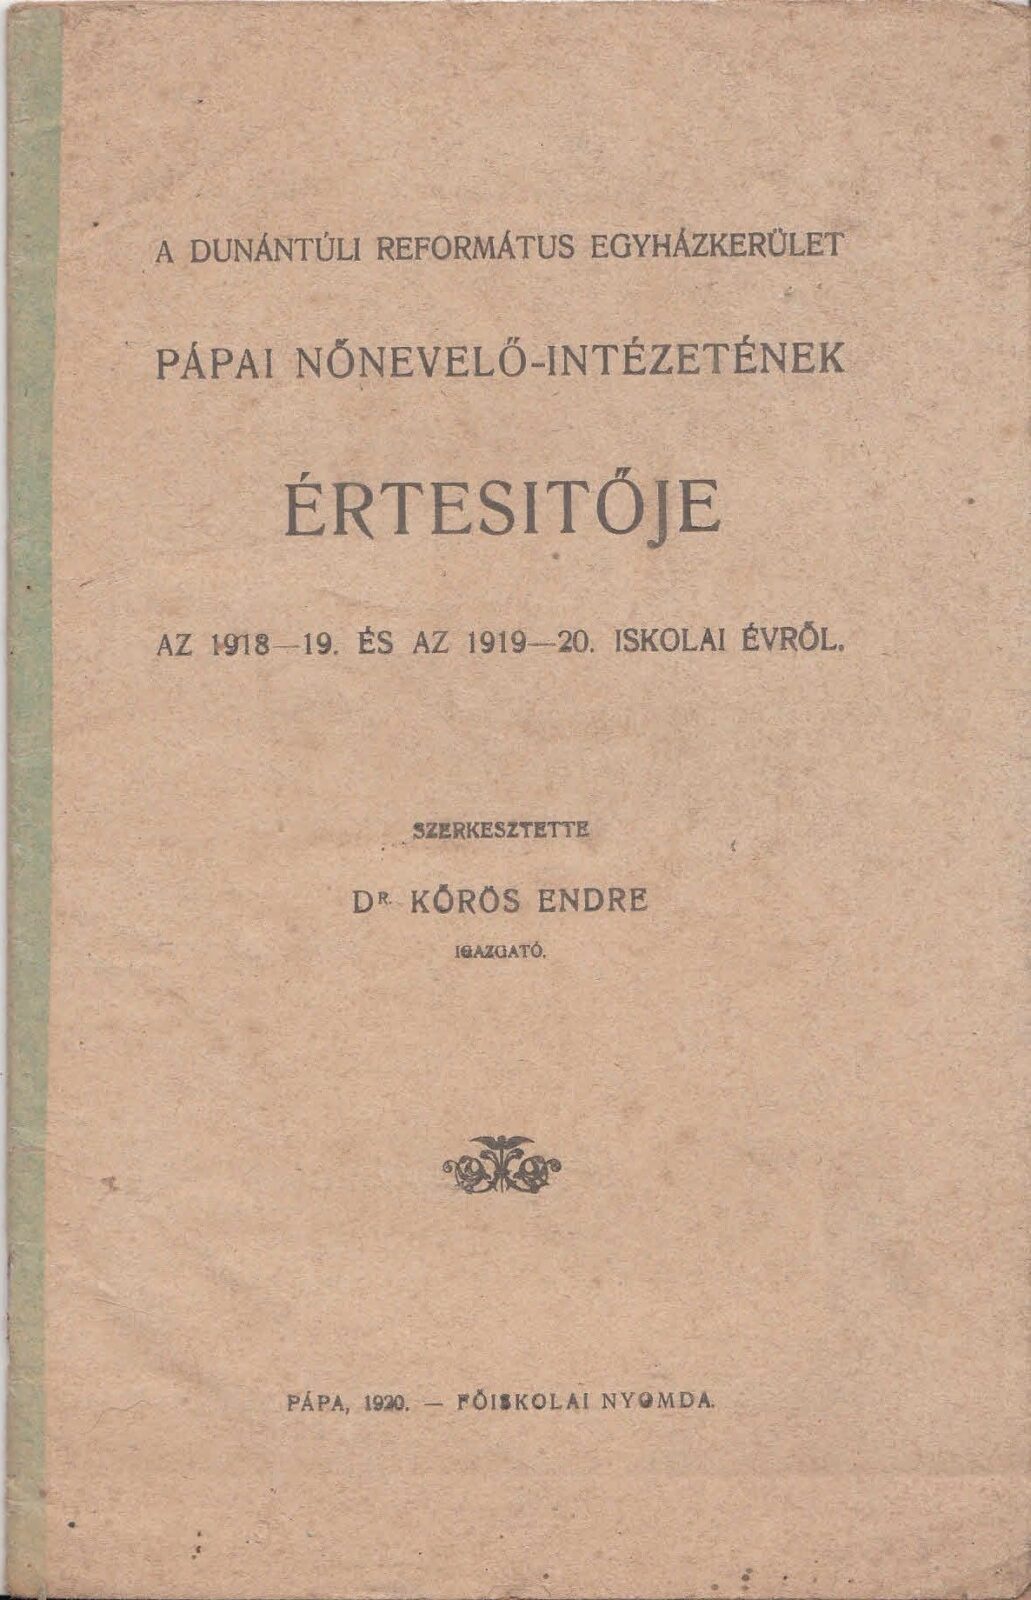 A DUNÁNTÚLI REFORMÁTUS EGYHÁZKERÜLET
PÁPAI NŐNEVELŐ-INTÉZETÉNEK
ÉRTESITŐJE
AZ 1918—19. ÉS AZ 1919—20. ISKOLAI ÉVRŐL.
SZERKESZTETTE
DR. KŐRÖS ENDRE
IGAZGATÓ.
PÁPA, 1920. — FŐISKOLAI NYOMDA.